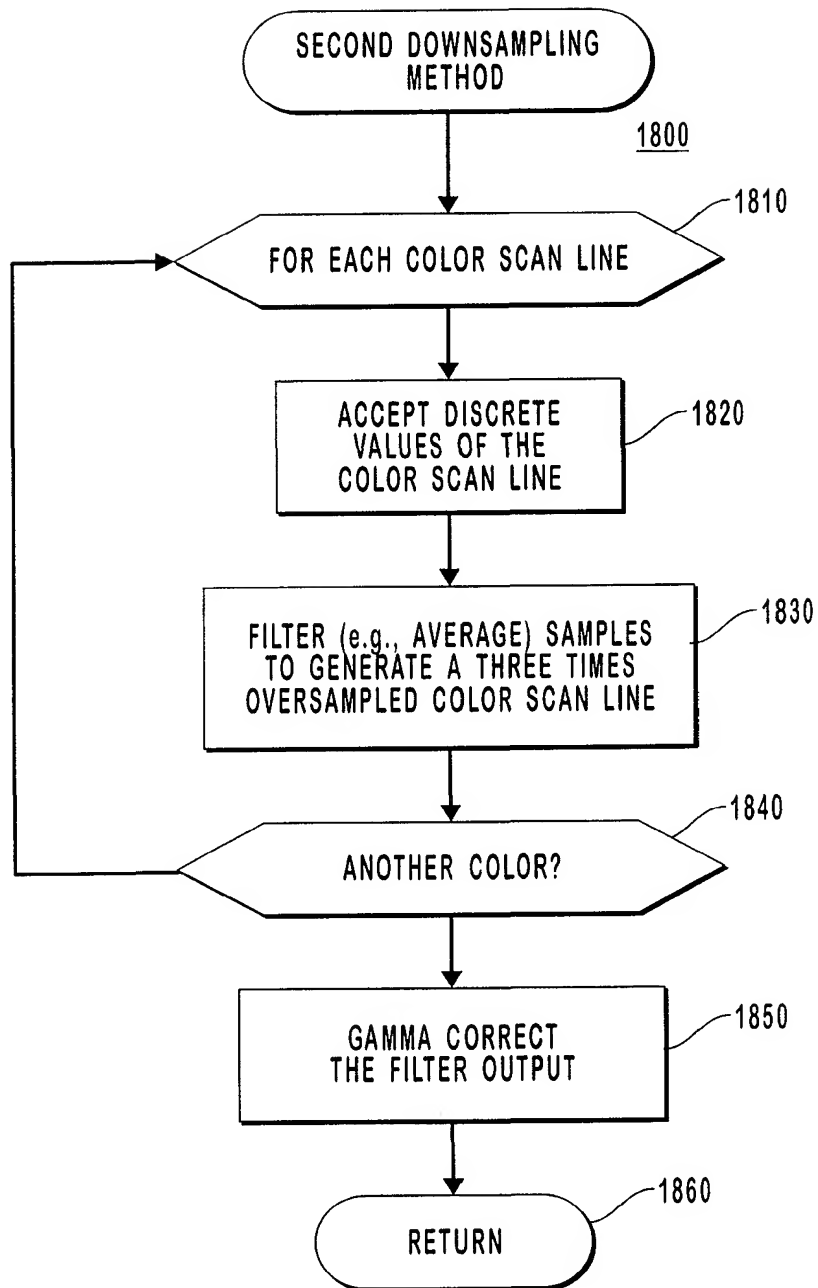 SECOND DOWNSAMPLING
METHOD
1800
1810
FOR EACH COLOR SCAN LINE
1820
ACCEPT DISCRETE
VALUES OF THE
COLOR SCAN LINE
1830
FILTER (e.g., AVERAGE) SAMPLES
TO GENERATE A THREE TIMES
OVERSAMPLED COLOR SCAN LINE
1840
ANOTHER COLOR?
1850
GAMMA CORRECT
THE FILTER OUTPUT
1860
RETURN